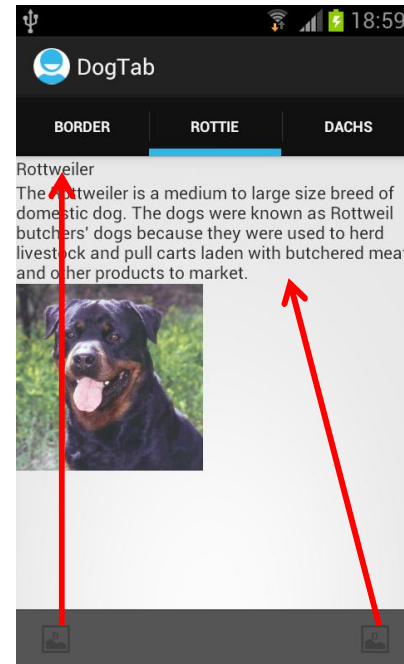 18:59
DogTab
BORDER ROTTIE DACHS
Rottweiler
The Rottweiler is a medium to large size breed of
domestic dog. The dogs were known as Rottweil
butchers' dogs because they were used to herd
livestock and pull carts laden with butchered meat
and other products to market.